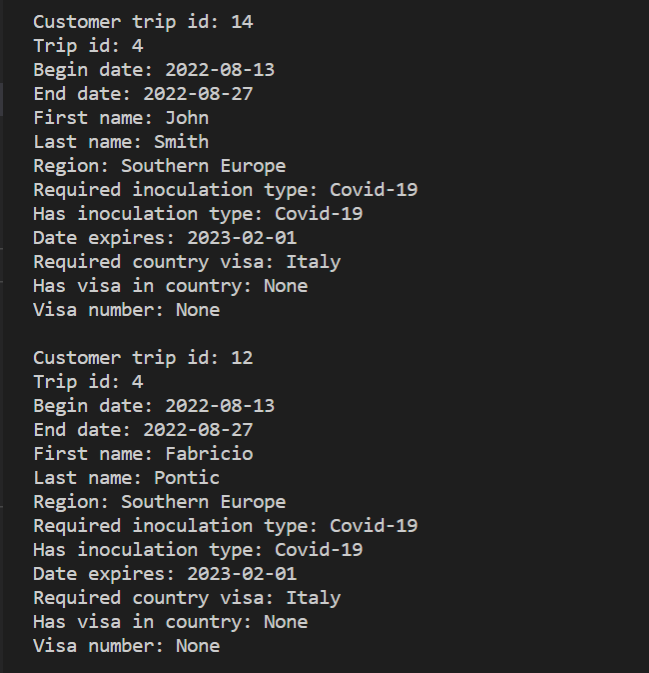 Customer trip id: 14
Trip id: 4
Begin date: 2022-08-13
End date: 2022-08-27
First name: John
Last name: Smith
Region: Southern Europe
Required inoculation type: Covid-19
Has inoculation type: Covid-19
Date expires: 2023-02-01
Required country visa: Italy
Has visa in country: None
Visa number: None

Customer trip id: 12
Trip id: 4
Begin date: 2022-08-13
End date: 2022-08-27
First name: Fabricio
Last name: Pontic
Region: Southern Europe
Required inoculation type: Covid-19
Has inoculation type: Covid-19
Date expires: 2023-02-01
Required country visa: Italy
Has visa in country: None
Visa number: None